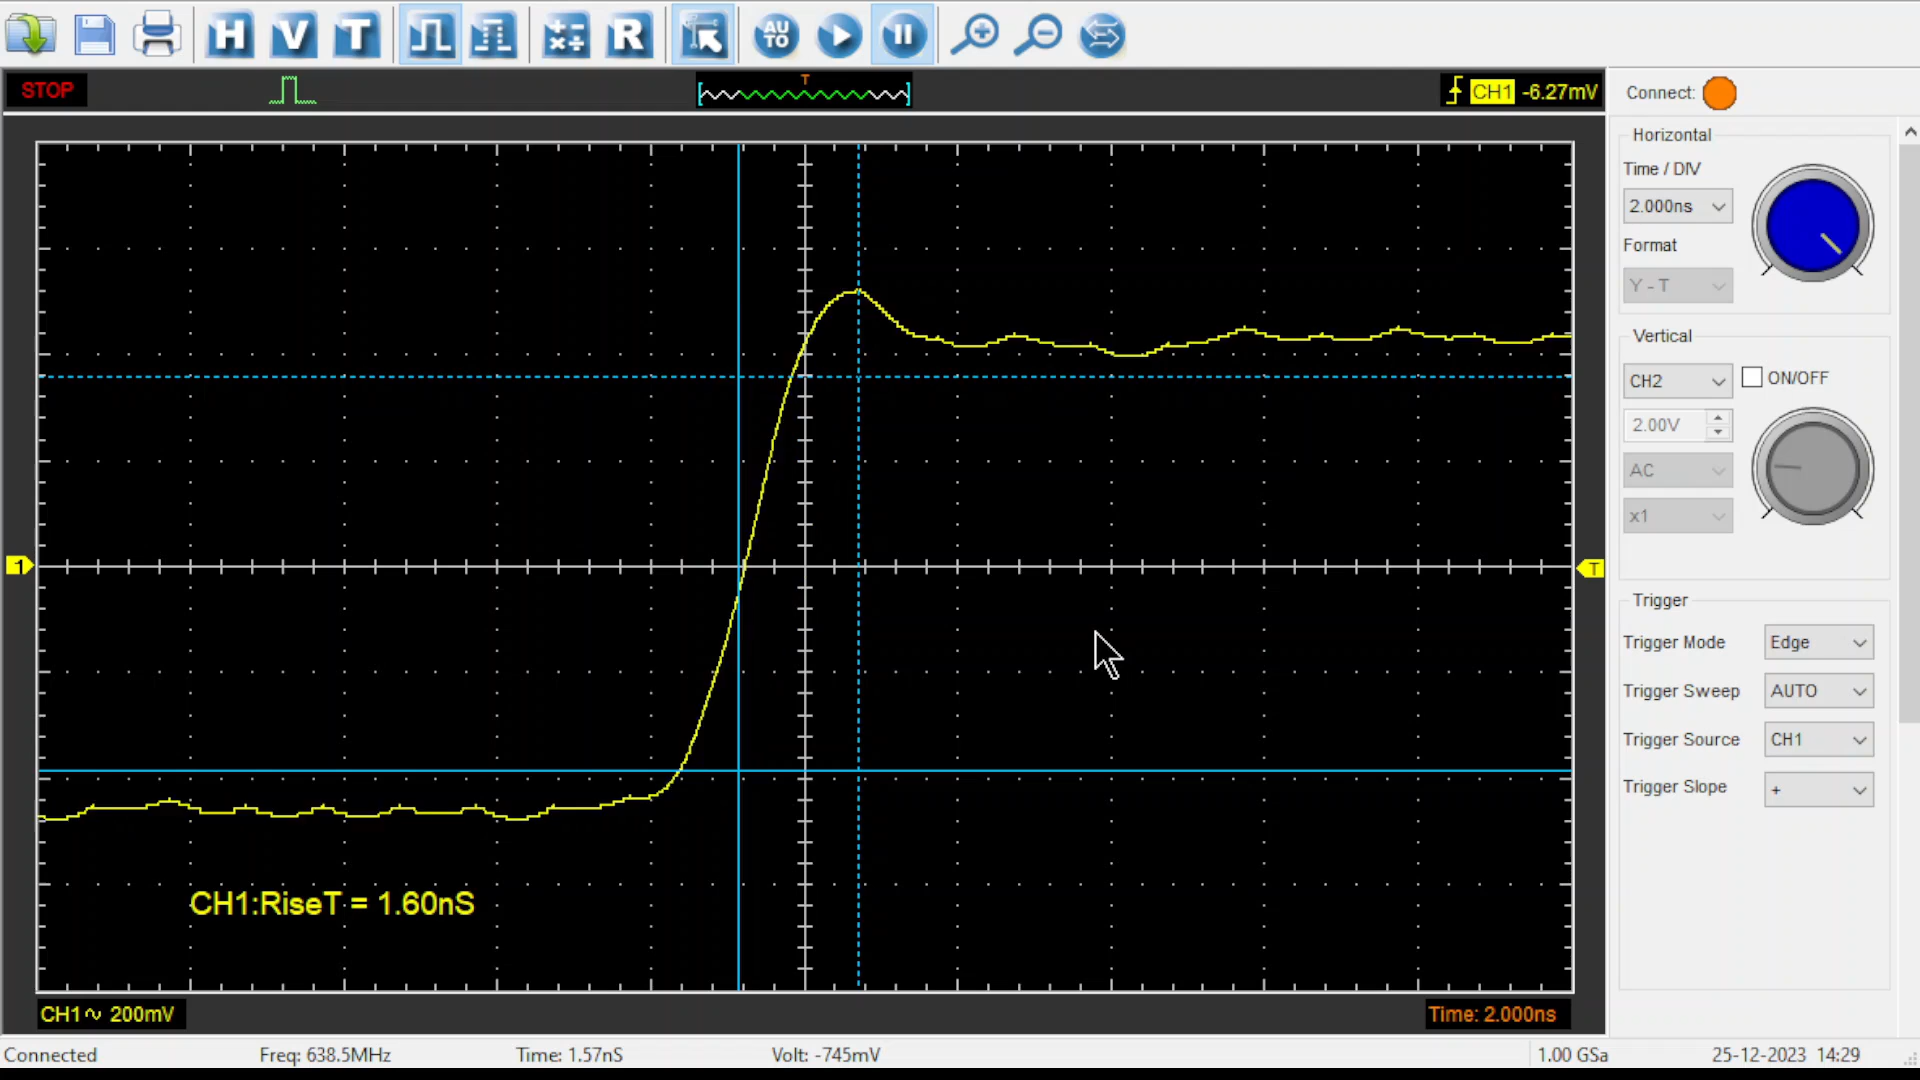 H V T R AUTO
STOP
T
CH1 -6.27mV
Connect:
Horizontal
Time / DIV
2.000ns
Format
Y - T
Vertical
CH2
ON/OFF
2.00V
AC
x1
1
T
Trigger
Trigger Mode Edge
Trigger Sweep AUTO
Trigger Source CH1
Trigger Slope +
CH1:RiseT = 1.60nS
CH1∿ 200mV
Time: 2.000ns
Connected Freq: 638.5MHz Time: 1.57nS Volt: -745mV 1.00 GSa 25-12-2023 14:29